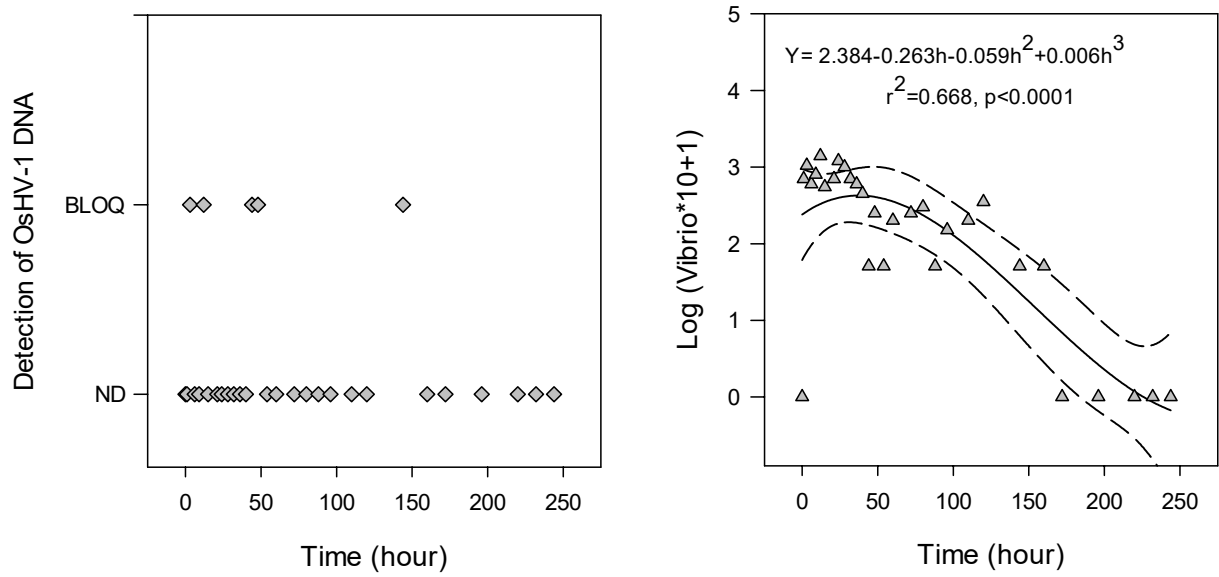 Detection of OsHV-1 DNA
BLOQ
ND
0 50 100 150 200 250
Time (hour)
Log (Vibrio*10+1)
5
4
3
2
1
0
Y= 2.384-0.263h-0.059h²+0.006h³
r²=0.668, p<0.0001
0 50 100 150 200 250
Time (hour)